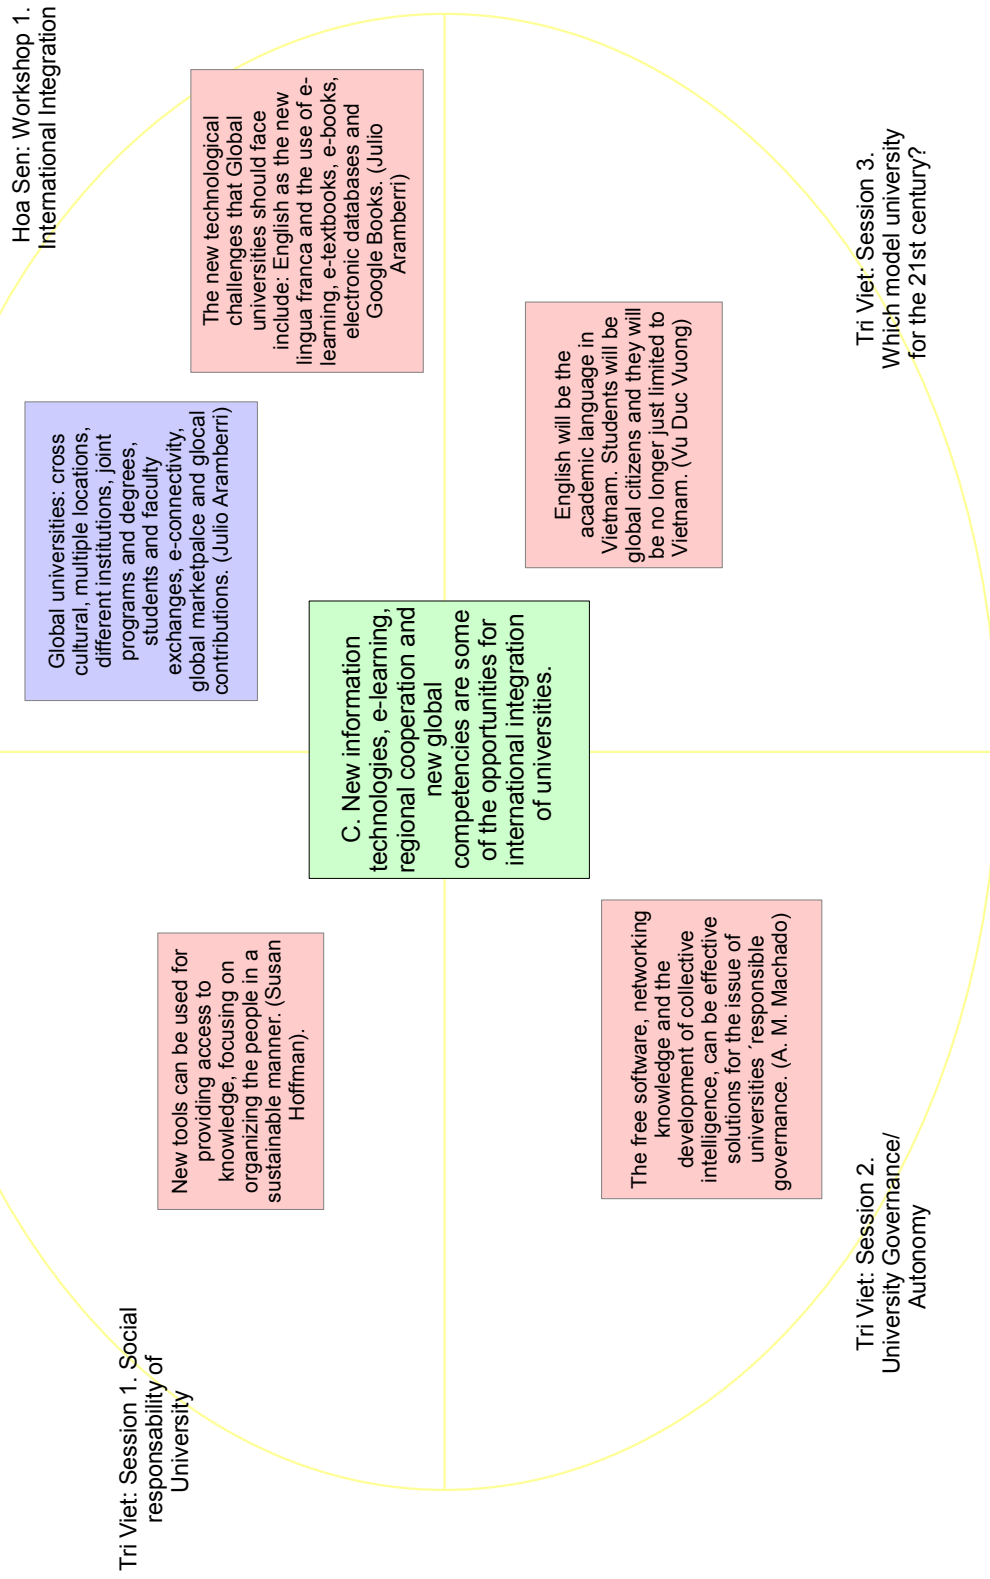 Tri Viet: Session 1. Social
responsability of
University
Hoa Sen: Workshop 1.
International Integration
New tools can be used for
providing access to
knowledge, focusing on
organizing the people in a
sustainable manner. (Susan
Hoffman).
Global universities: cross
cultural, multiple locations,
different institutions, joint
programs and degrees,
students and faculty
exchanges, e-connectivity,
global marketpalce and glocal
contributions. (Julio Aramberri)
The new technological
challenges that Global
universities should face
include: English as the new
lingua franca and the use of e-
learning, e-textbooks, e-books,
electronic databases and
Google Books. (Julio
Aramberri)
C. New information
technologies, e-learning,
regional cooperation and
new global
competencies are some
of the opportunities for
international integration
of universities.
The free software, networking
knowledge and the
development of collective
intelligence, can be effective
solutions for the issue of
universities ´responsible
governance. (A. M. Machado)
English will be the
academic language in
Vietnam. Students will be
global citizens and they will
be no longer just limited to
Vietnam. (Vu Duc Vuong)
Tri Viet: Session 2.
University Governance/
Autonomy
Tri Viet: Session 3.
Which model university
for the 21st century?